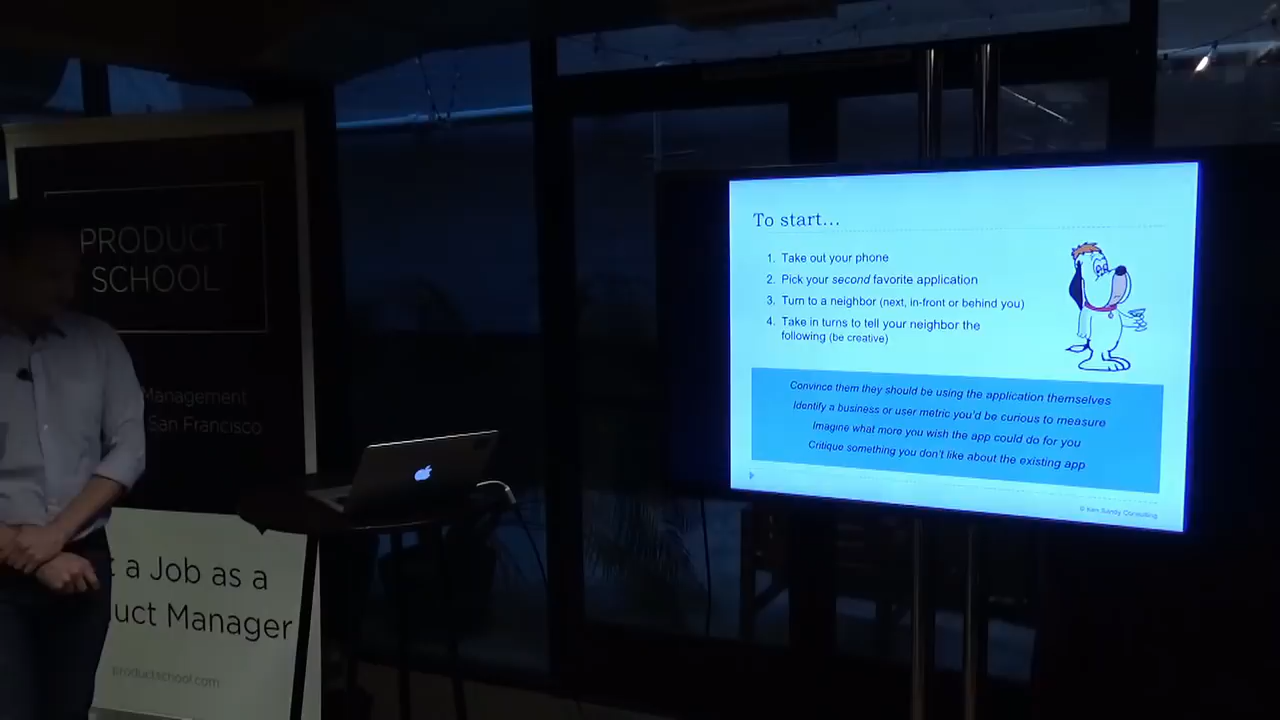 PRODUCT
SCHOOL
Management
San Francisco
t a Job as a
uct Manager
productschool.com
To start...
1. Take out your phone
2. Pick your second favorite application
3. Turn to a neighbor (next, in-front or behind you)
4. Take in turns to tell your neighbor the
following (be creative)
Convince them they should be using the application themselves
Identify a business or user metric you'd be curious to measure
Imagine what more you wish the app could do for you
Critique something you don't like about the existing app
© Ken Sandy Consulting